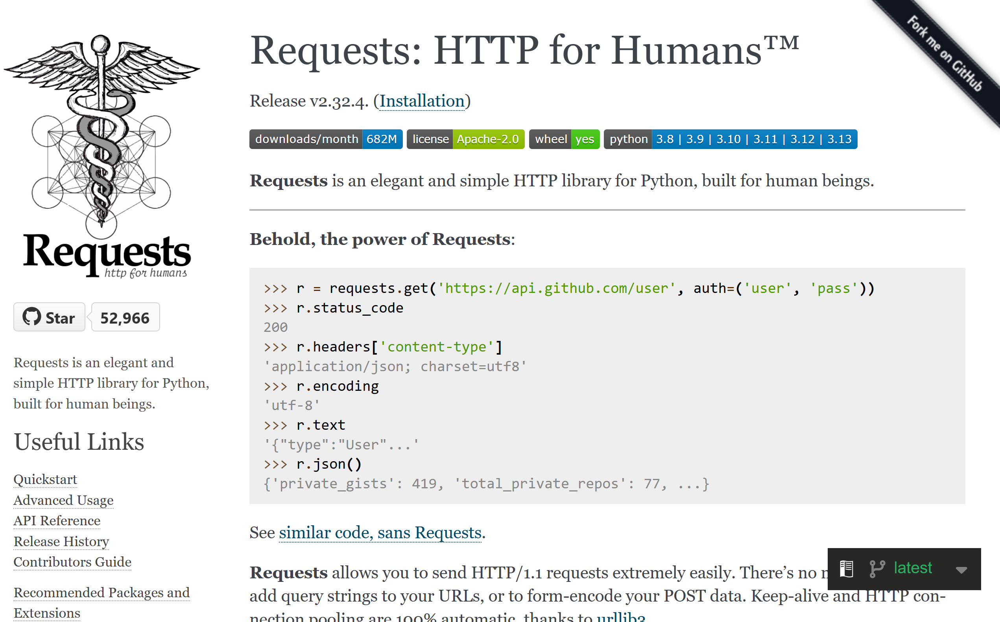 Requests
http for humans
Star 52,966
Requests is an elegant and
simple HTTP library for Python,
built for human beings.
Useful Links
Quickstart
Advanced Usage
API Reference
Release History
Contributors Guide
Recommended Packages and
Extensions
Fork me on GitHub
Requests: HTTP for Humans™
Release v2.32.4. (Installation)
downloads/month 682M license Apache-2.0 wheel yes python 3.8 | 3.9 | 3.10 | 3.11 | 3.12 | 3.13
Requests is an elegant and simple HTTP library for Python, built for human beings.
Behold, the power of Requests:
>>> r = requests.get('https://api.github.com/user', auth=('user', 'pass'))
>>> r.status_code
200
>>> r.headers['content-type']
'application/json; charset=utf8'
>>> r.encoding
'utf-8'
>>> r.text
'{"type":"User"...'
>>> r.json()
{'private_gists': 419, 'total_private_repos': 77, ...}
See similar code, sans Requests.
Requests allows you to send HTTP/1.1 requests extremely easily. There’s no
add query strings to your URLs, or to form-encode your POST data. Keep-alive and HTTP con-
nection pooling are 100% automatic, thanks to urllib3
latest